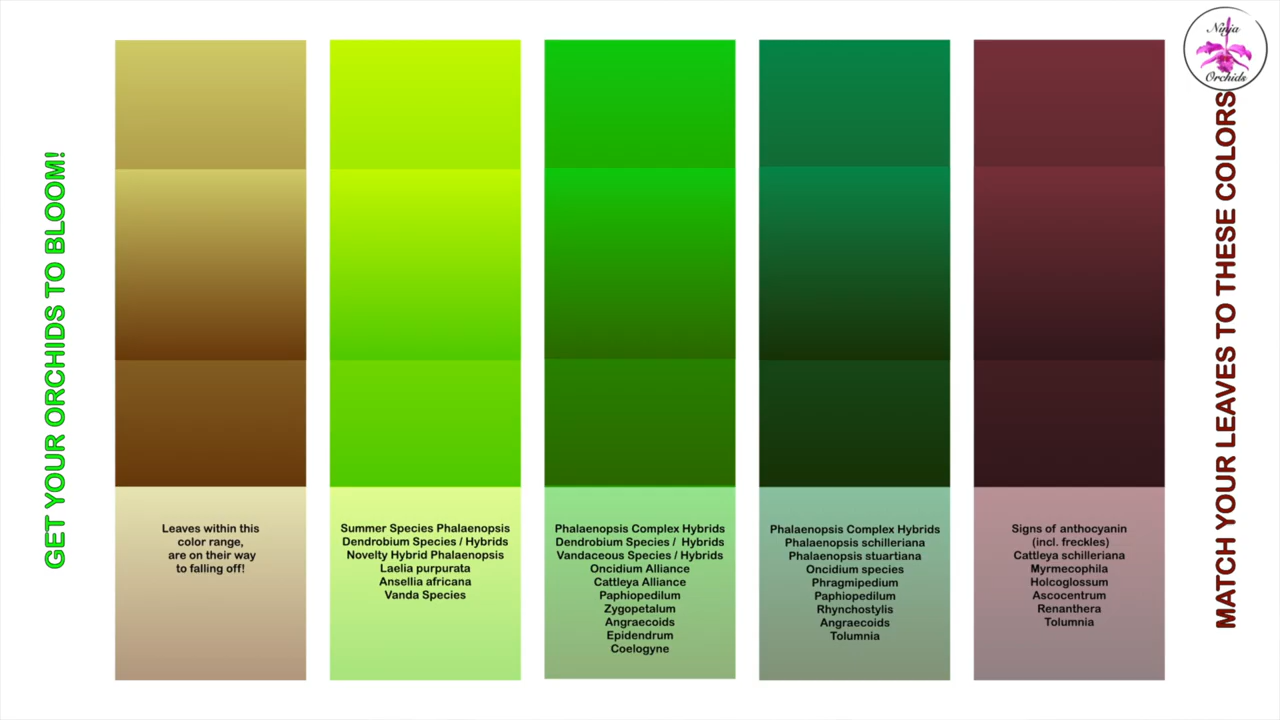 GET YOUR ORCHIDS TO BLOOM!
Leaves within this
color range,
are on their way
to falling off!
Summer Species Phalaenopsis
Dendrobium Species / Hybrids
Novelty Hybrid Phalaenopsis
Laelia purpurata
Ansellia africana
Vanda Species
Phalaenopsis Complex Hybrids
Dendrobium Species / Hybrids
Vandaceous Species / Hybrids
Oncidium Alliance
Cattleya Alliance
Paphiopedilum
Zygopetalum
Angraecoids
Epidendrum
Coelogyne
Phalaenopsis Complex Hybrids
Phalaenopsis schilleriana
Phalaenopsis stuartiana
Oncidium species
Phragmipedium
Paphiopedilum
Rhynchostylis
Angraecoids
Tolumnia
Signs of anthocyanin
(incl. freckles)
Cattleya schilleriana
Myrmecophila
Holcoglossum
Ascocentrum
Renanthera
Tolumnia
Ninja
Orchids
MATCH YOUR LEAVES TO THESE COLORS